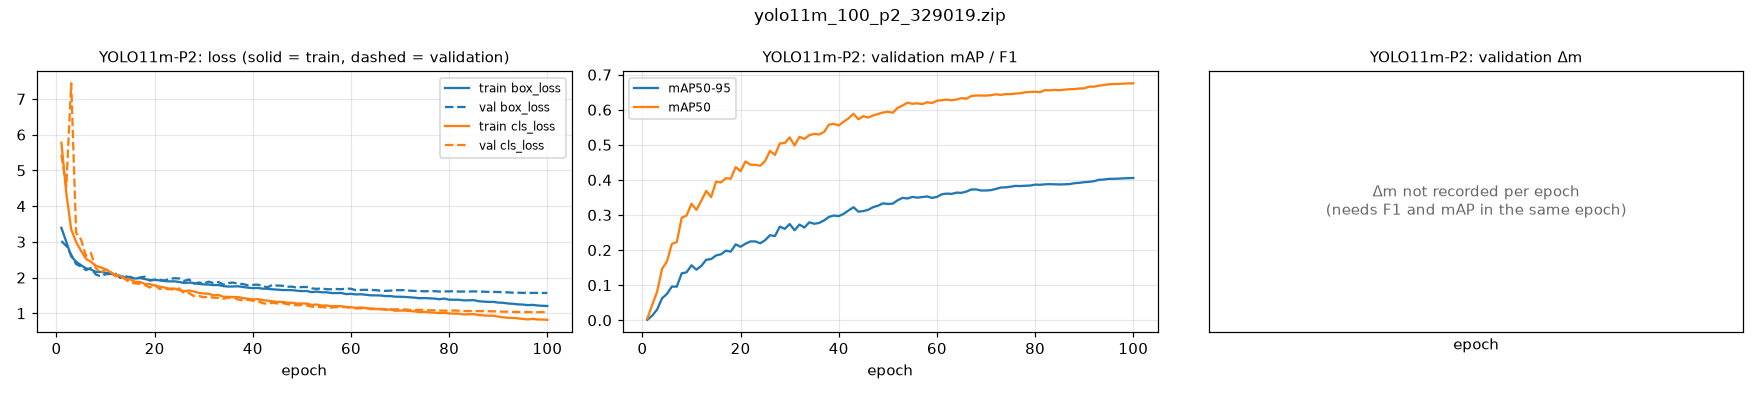 yolo11m_100_p2_329019.zip
YOLO11m-P2: loss (solid = train, dashed = validation)
7
6
5
4
3
2
1
0
20
40
60
80
100
epoch
train box_loss
val box_loss
train cls_loss
val cls_loss
YOLO11m-P2: validation mAP / F1
0.7
0.6
0.5
0.4
0.3
0.2
0.1
0.0
0
20
40
60
80
100
epoch
mAP50-95
mAP50
YOLO11m-P2: validation Δm
Δm not recorded per epoch
(needs F1 and mAP in the same epoch)
epoch